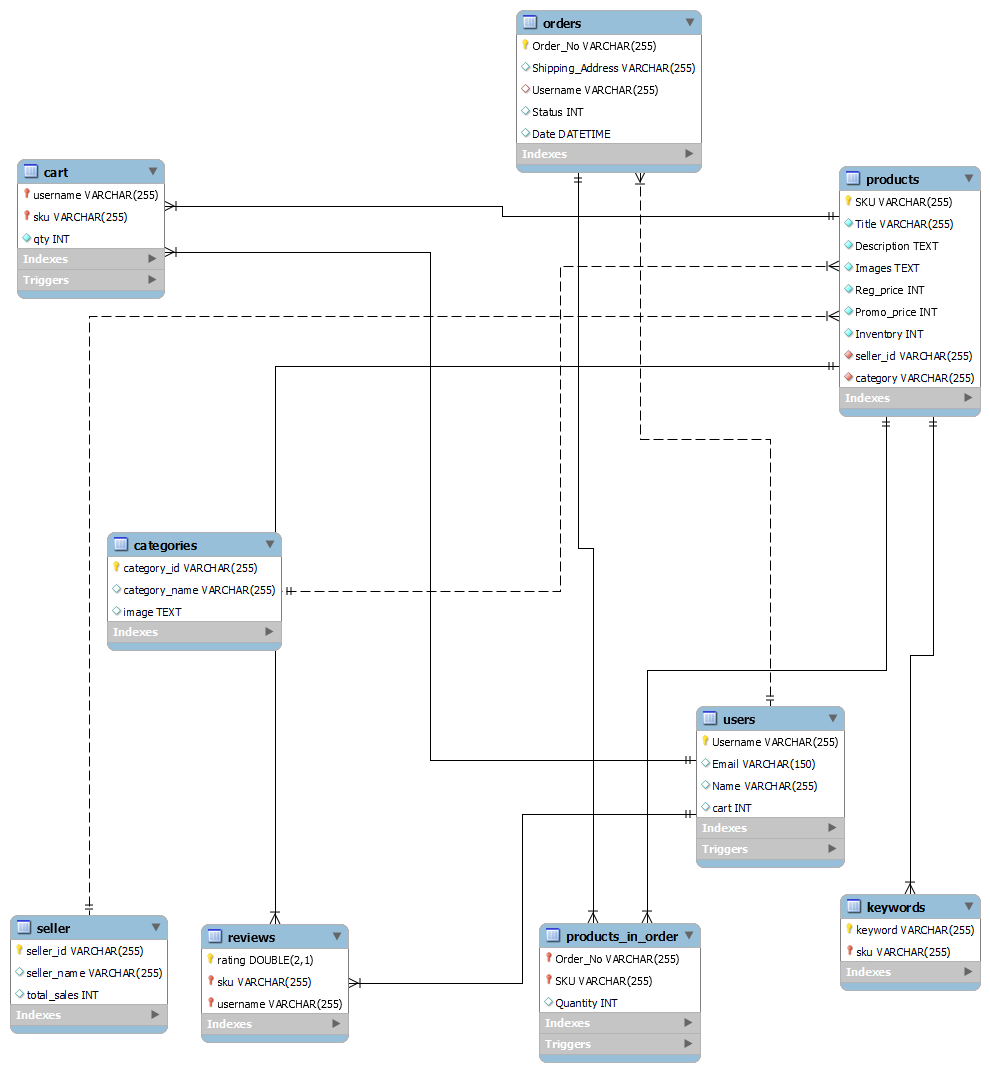 orders
Order_No VARCHAR(255)
Shipping_Address VARCHAR(255)
Username VARCHAR(255)
Status INT
Date DATETIME
Indexes
cart
username VARCHAR(255)
sku VARCHAR(255)
qty INT
Indexes
Triggers
products
SKU VARCHAR(255)
Title VARCHAR(255)
Description TEXT
Images TEXT
Reg_price INT
Promo_price INT
Inventory INT
seller_id VARCHAR(255)
category VARCHAR(255)
Indexes
categories
category_id VARCHAR(255)
category_name VARCHAR(255)
image TEXT
Indexes
users
Username VARCHAR(255)
Email VARCHAR(150)
Name VARCHAR(255)
cart INT
Indexes
Triggers
seller
seller_id VARCHAR(255)
seller_name VARCHAR(255)
total_sales INT
Indexes
reviews
rating DOUBLE(2,1)
sku VARCHAR(255)
username VARCHAR(255)
Indexes
products_in_order
Order_No VARCHAR(255)
SKU VARCHAR(255)
Quantity INT
Indexes
Triggers
keywords
keyword VARCHAR(255)
sku VARCHAR(255)
Indexes